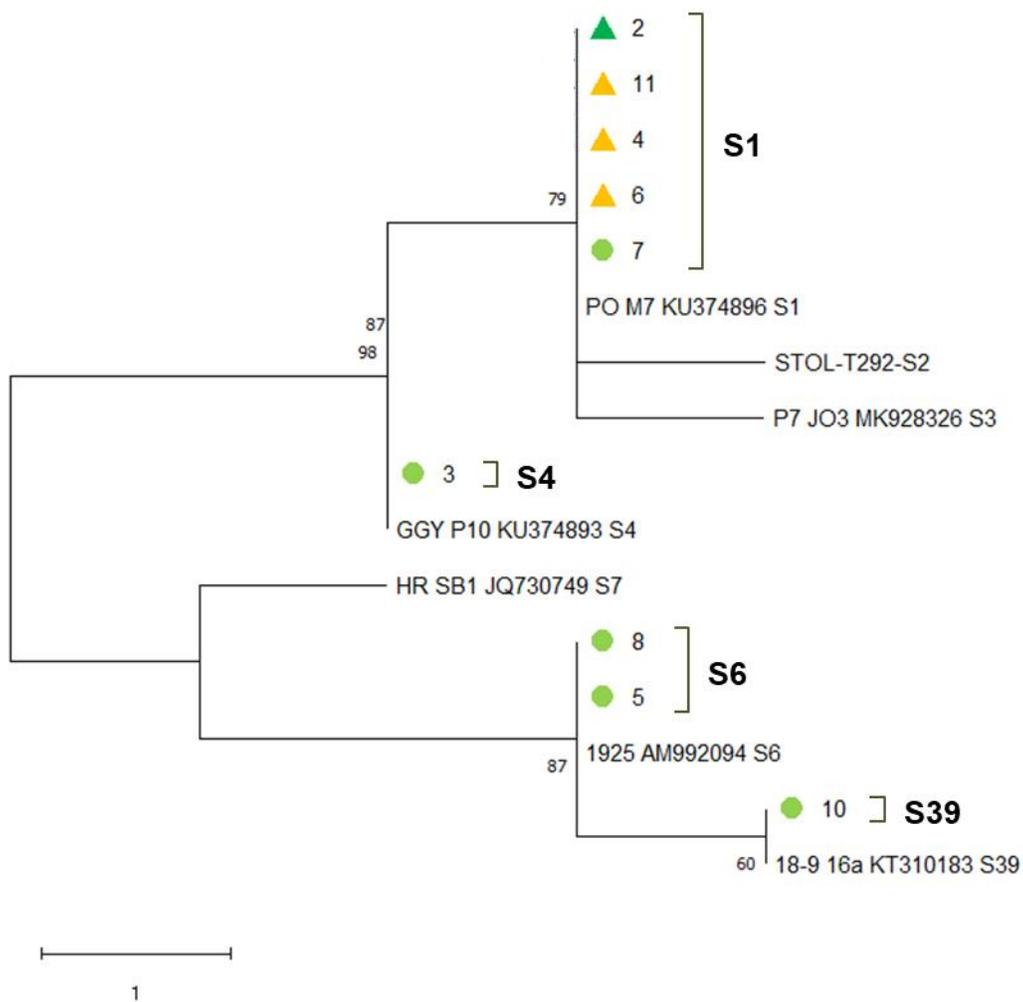 2
11
S1
4
79
6
7
PO M7 KU374896 S1
87
98
STOL-T292-S2
P7 JO3 MK928326 S3
3
S4
GGY P10 KU374893 S4
HR SB1 JQ730749 S7
8
S6
5
1925 AM992094 S6
87
10
S39
60
18-9 16a KT310183 S39
1